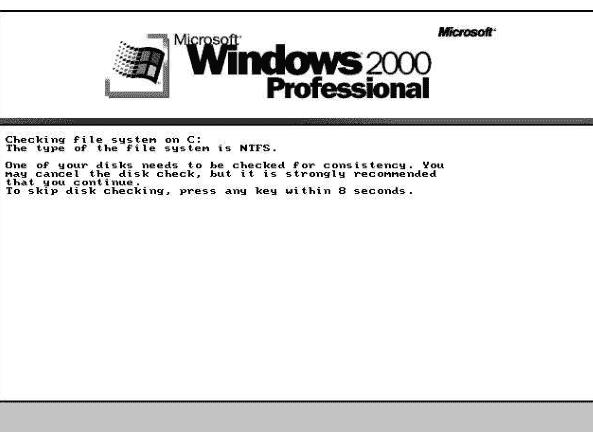 Microsoft
Microsoft
Windows 2000
Professional
Checking file system on C:
The type of the file system is NTFS.
One of your disks needs to be checked for consistency. You
may cancel the disk check, but it is strongly recommended
that you continue.
To skip disk checking, press any key within 8 seconds.